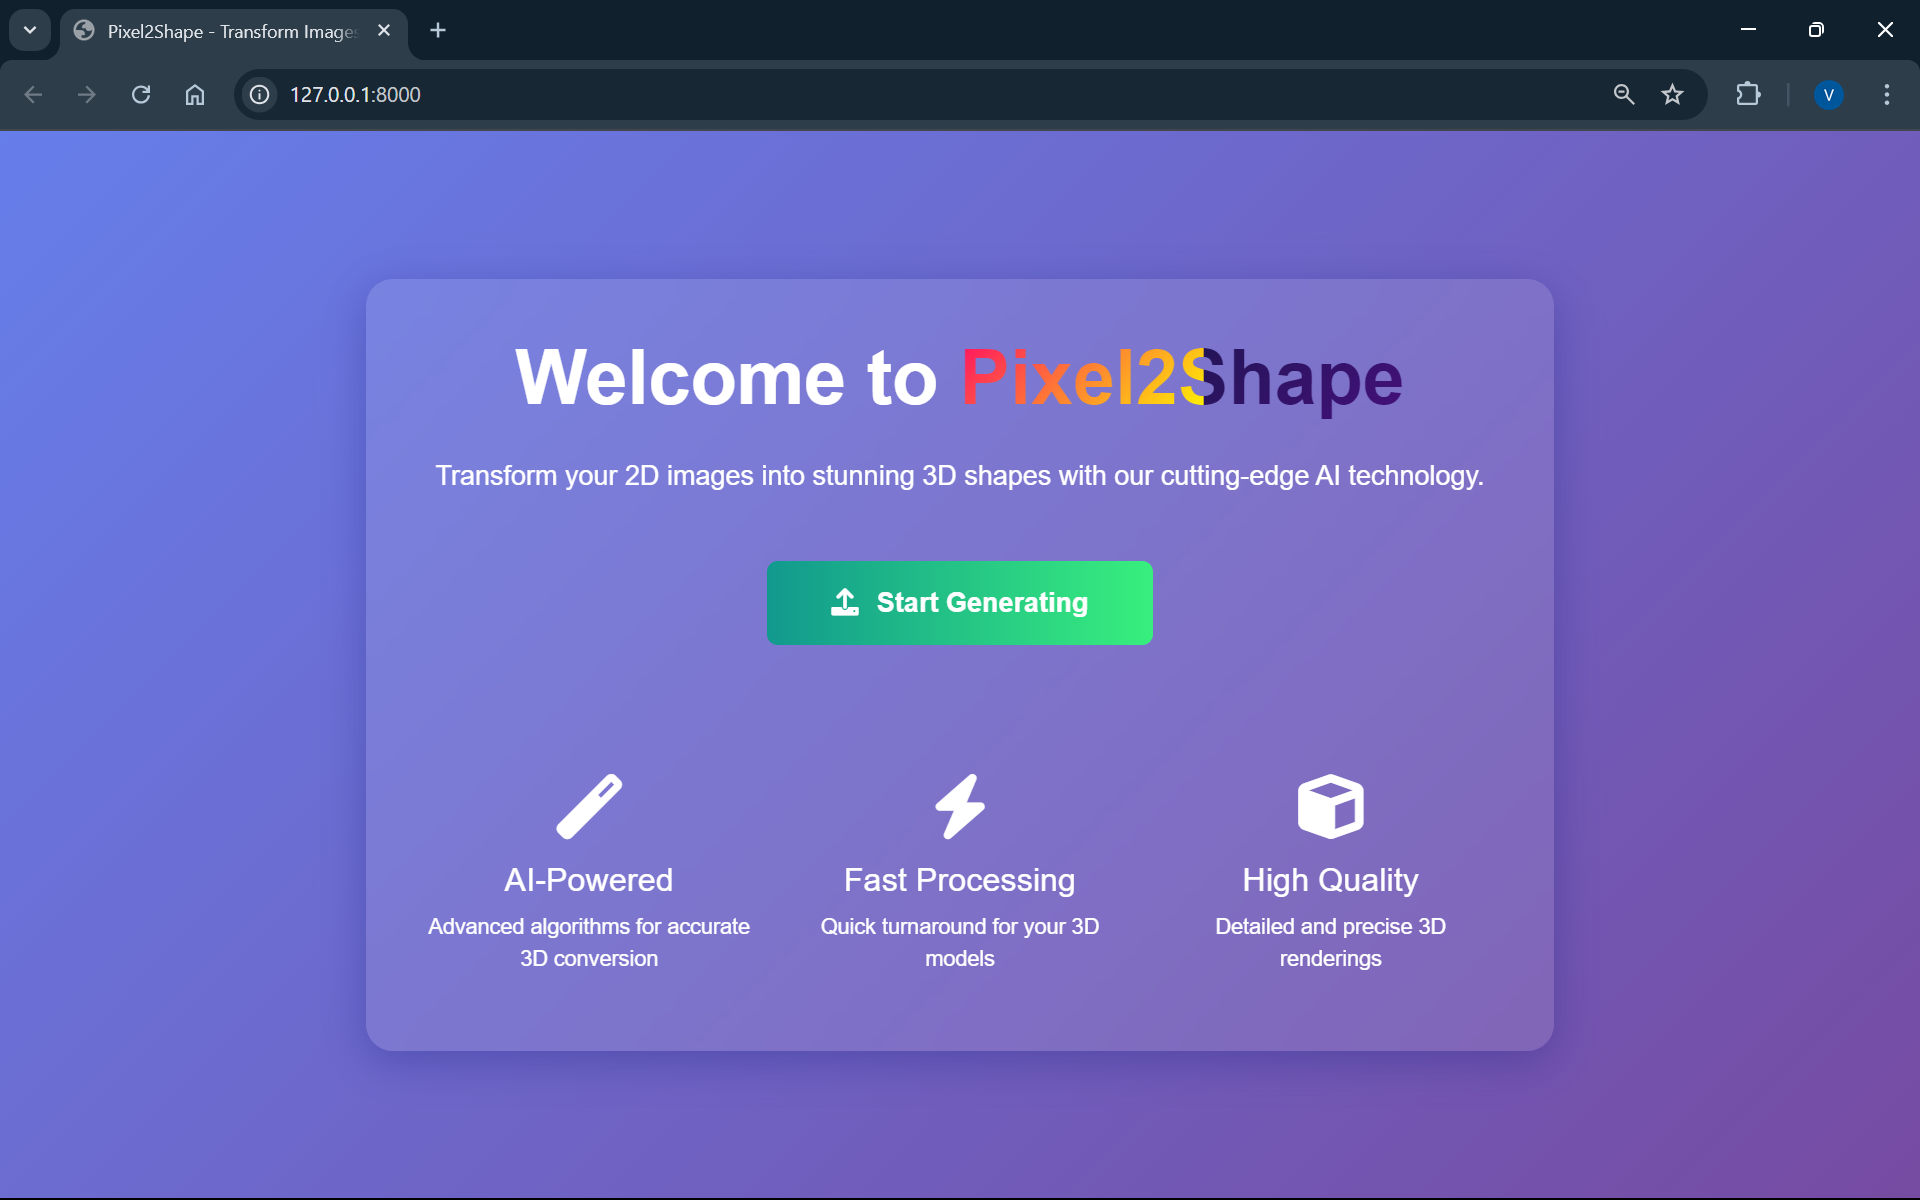 Pixel2Shape - Transform Images
127.0.0.1:8000
V
Welcome to Pixel2Shape
Transform your 2D images into stunning 3D shapes with our cutting-edge AI technology.
Start Generating
AI-Powered
Advanced algorithms for accurate
3D conversion
Fast Processing
Quick turnaround for your 3D
models
High Quality
Detailed and precise 3D
renderings